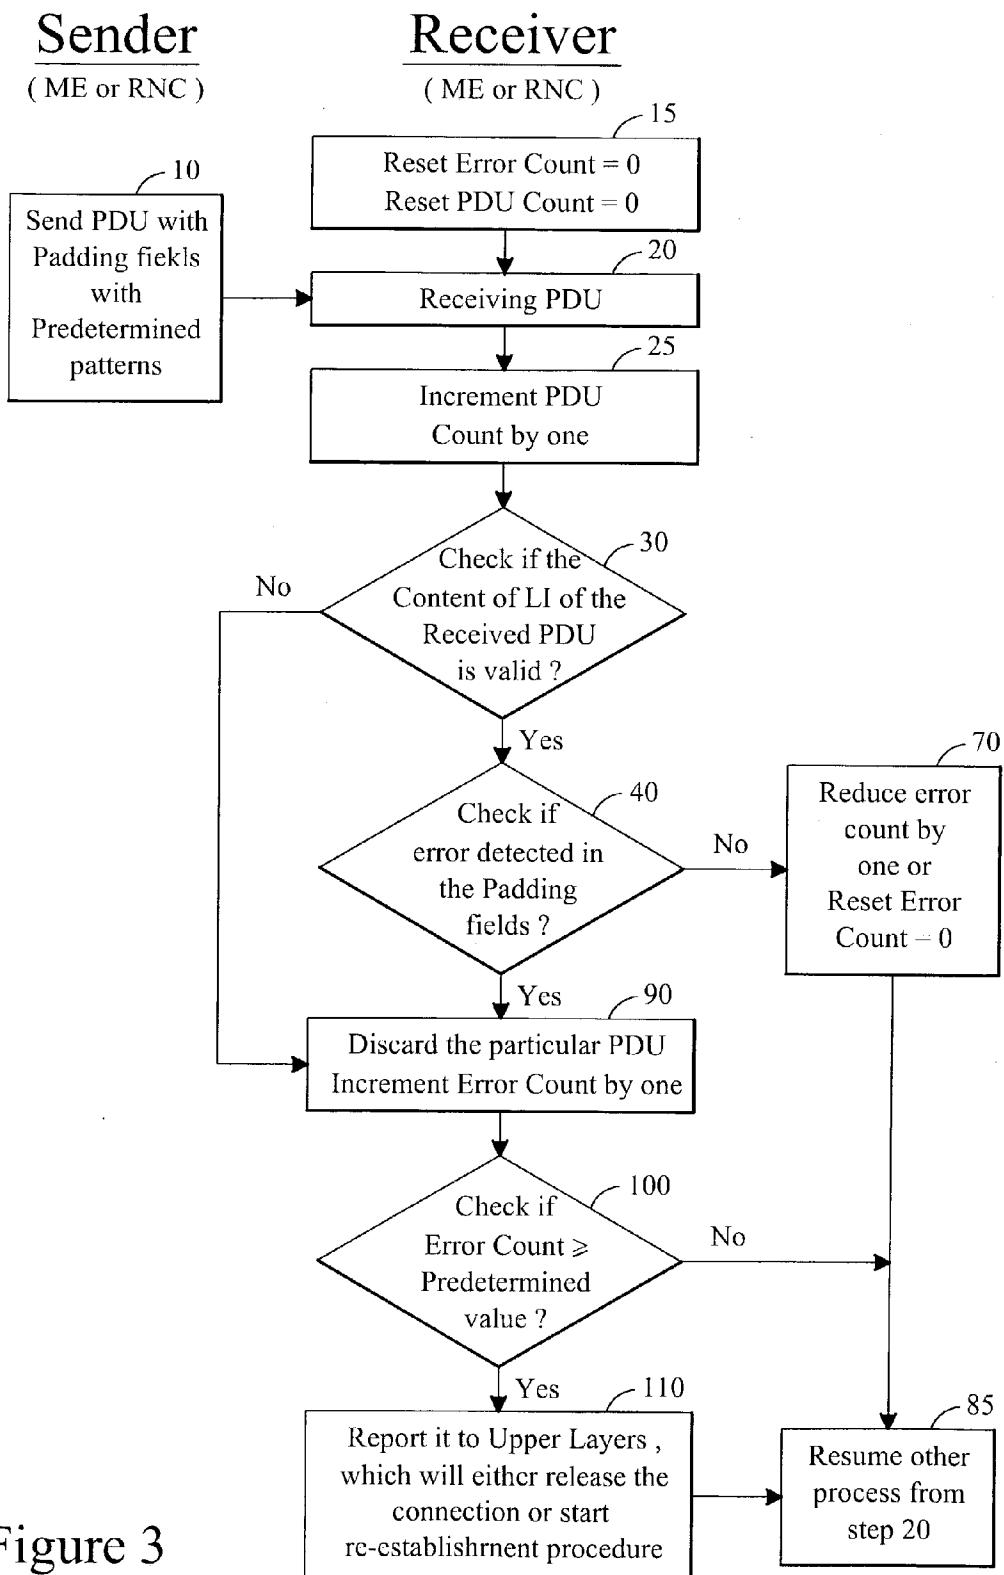 Sender
( ME or RNC )
Receiver
( ME or RNC )
15
Reset Error Count = 0
Reset PDU Count = 0
10
Send PDU with
Padding fiekls
with
Predetermined
patterns
20
Receiving PDU
25
Increment PDU
Count by one
30
Check if the
Content of LI of the
Received PDU
is valid ?
No
Yes
40
Check if
error detected in
the Padding
fields ?
No
70
Reduce error
count by
one or
Reset Error
Count = 0
Yes
90
Discard the particular PDU
Increment Error Count by one
100
Check if
Error Count ⩾
Predetermined
value ?
No
Yes
110
Report it to Upper Layers ,
which will either release the
connection or start
re-establishment procedure
85
Resume other
process from
step 20
Figure 3